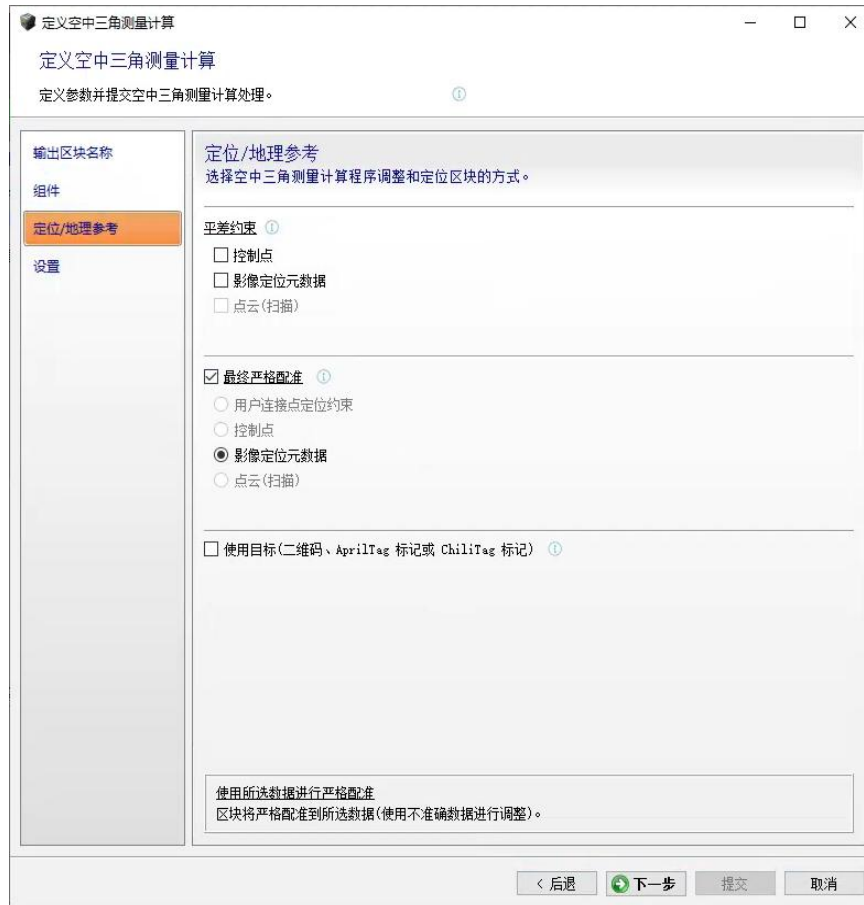 定义空中三角测量计算
定义空中三角测量计算
定义参数并提交空中三角测量计算处理。
输出区块名称
组件
定位/地理参考
设置
定位/地理参考
选择空中三角测量计算程序调整和定位区块的方式。
平差约束
控制点
影像定位元数据
点云(扫描)
最终严格配准
用户连接点定位约束
控制点
影像定位元数据
点云(扫描)
使用目标(二维码、AprilTag 标记或 ChiliTag 标记)
使用所选数据进行严格配准
区块将严格配准到所选数据(使用不准确数据进行调整)。
< 后退 下一步 提交 取消